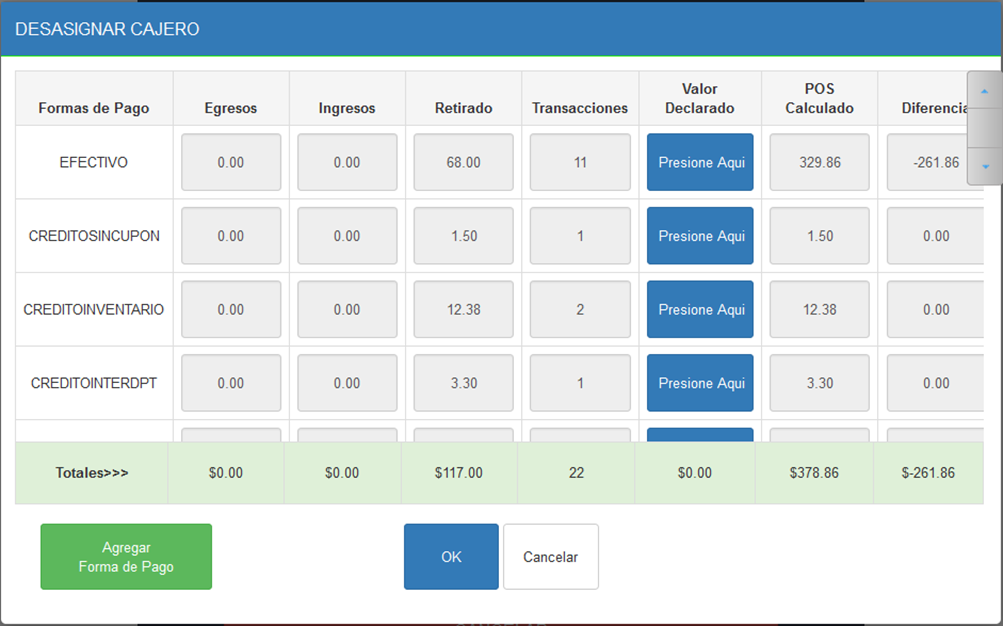 DESASIGNAR CAJERO
Formas de Pago Egresos Ingresos Retirado Transacciones Valor Declarado POS Calculado Diferencia
EFECTIVO 0.00 0.00 68.00 11 Presione Aqui 329.86 -261.86
CREDITOSINCUPON 0.00 0.00 1.50 1 Presione Aqui 1.50 0.00
CREDITOINVENTARIO 0.00 0.00 12.38 2 Presione Aqui 12.38 0.00
CREDITOINTERDPT 0.00 0.00 3.30 1 Presione Aqui 3.30 0.00
Totales>>> $0.00 $0.00 $117.00 22 $0.00 $378.86 $-261.86
Agregar
Forma de Pago
OK
Cancelar